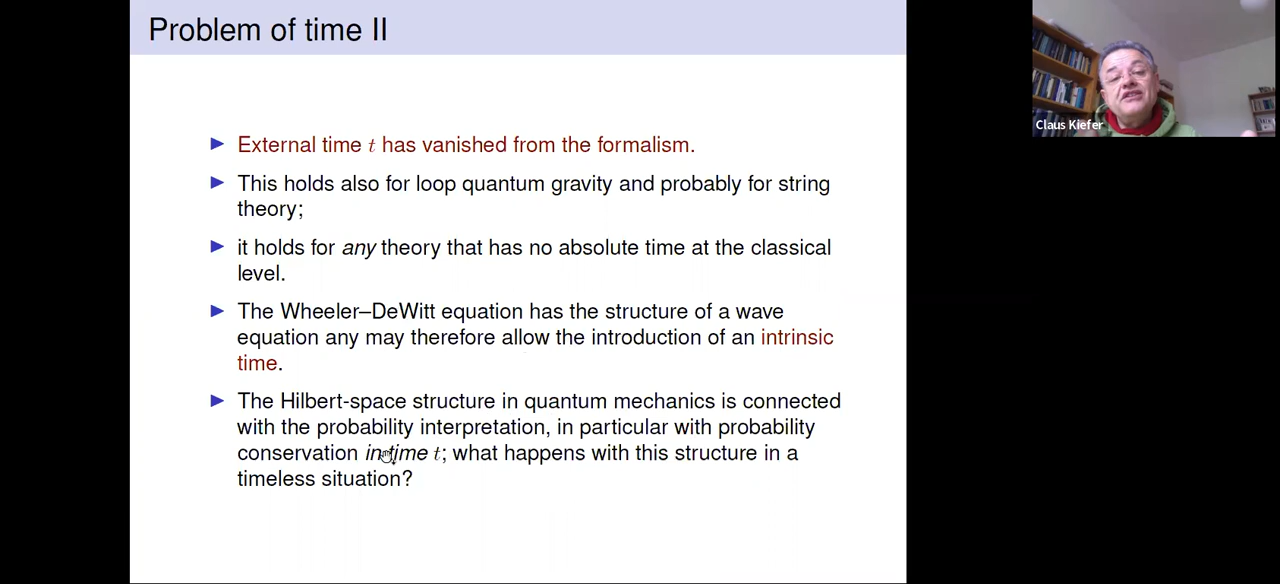 Problem of time II
Claus Kiefer
▶ External time t has vanished from the formalism.
▶ This holds also for loop quantum gravity and probably for string
theory;
▶ it holds for any theory that has no absolute time at the classical
level.
▶ The Wheeler–DeWitt equation has the structure of a wave
equation any may therefore allow the introduction of an intrinsic
time.
▶ The Hilbert-space structure in quantum mechanics is connected
with the probability interpretation, in particular with probability
conservation in time t; what happens with this structure in a
timeless situation?